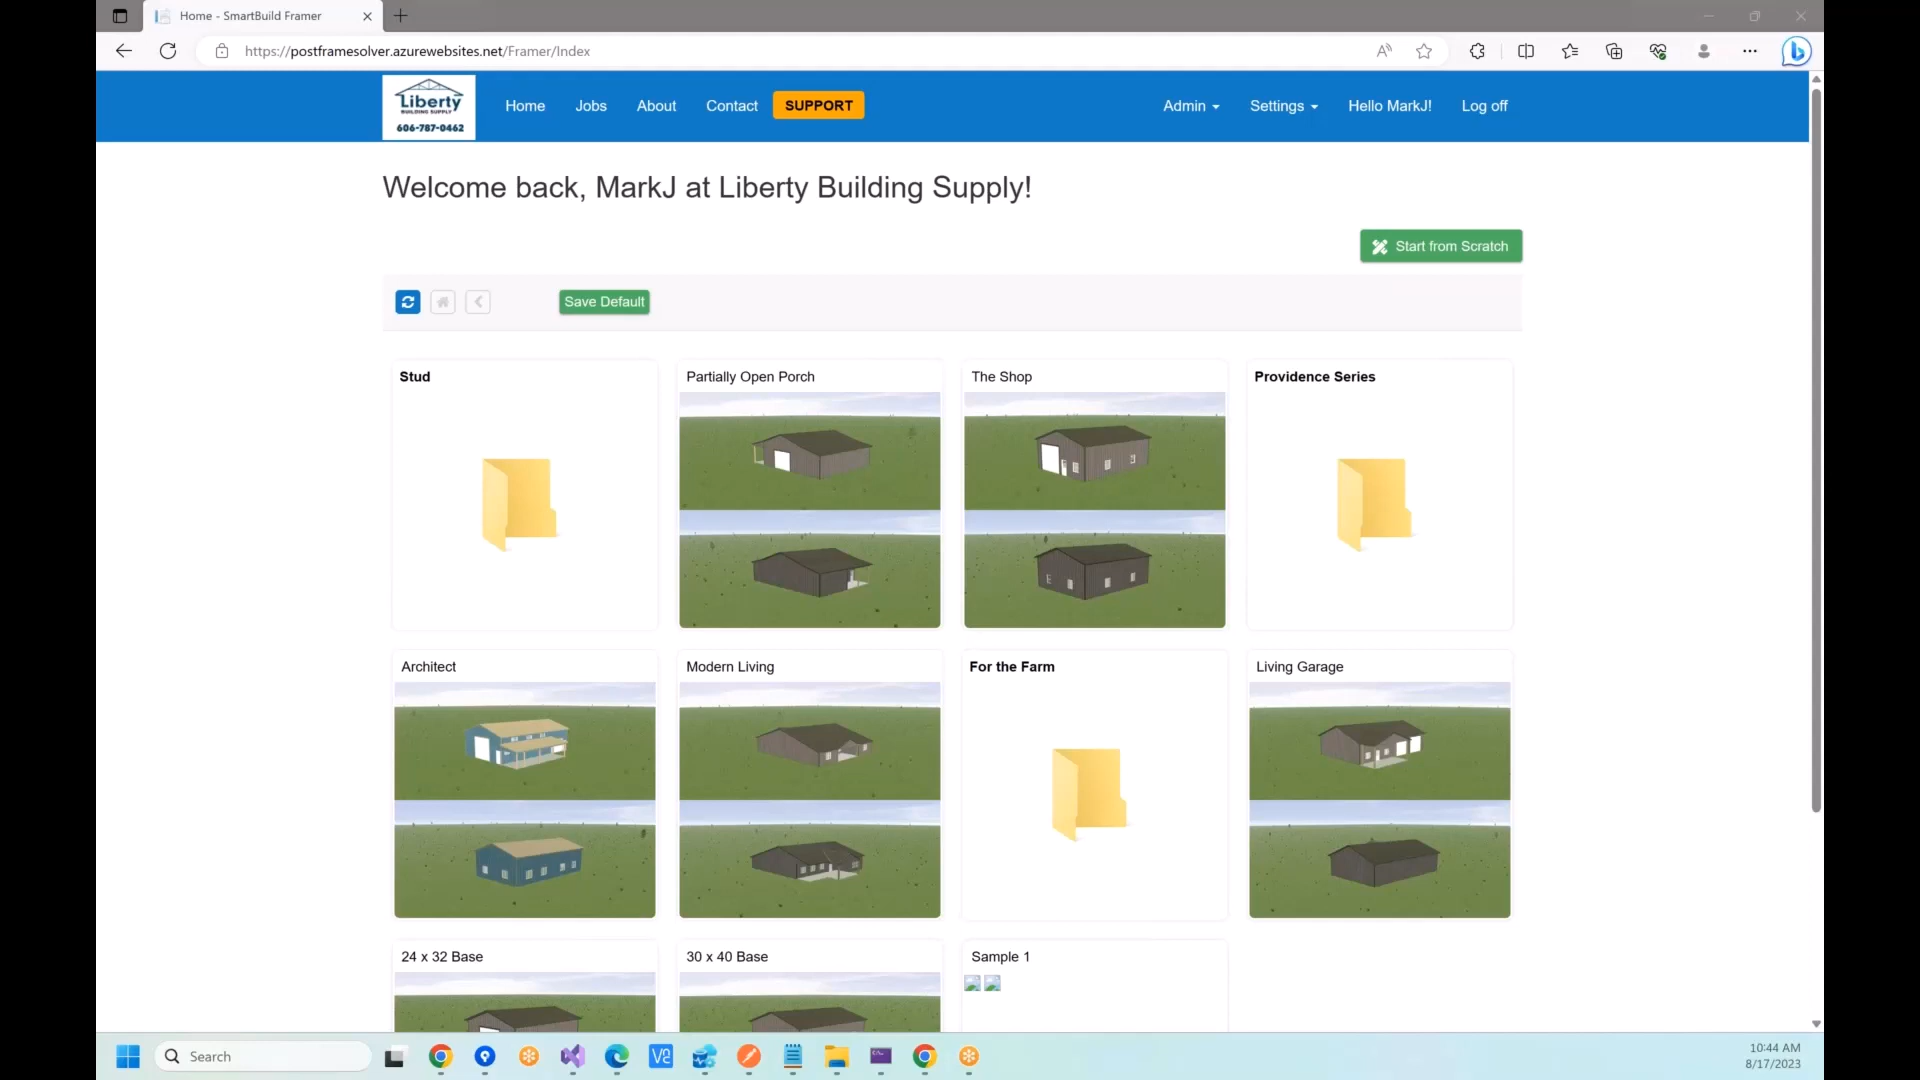 Home - SmartBuild Framer
https://postframesolver.azurewebsites.net/Framer/Index
Liberty
BUILDING SUPPLY
606-787-0462
Home
Jobs
About
Contact
SUPPORT
Admin
Settings
Hello MarkJ!
Log off
Welcome back, MarkJ at Liberty Building Supply!
Start from Scratch
Save Default
Stud
Partially Open Porch
The Shop
Providence Series
Architect
Modern Living
For the Farm
Living Garage
24 x 32 Base
30 x 40 Base
Sample 1
Search
10:44 AM
8/17/2023